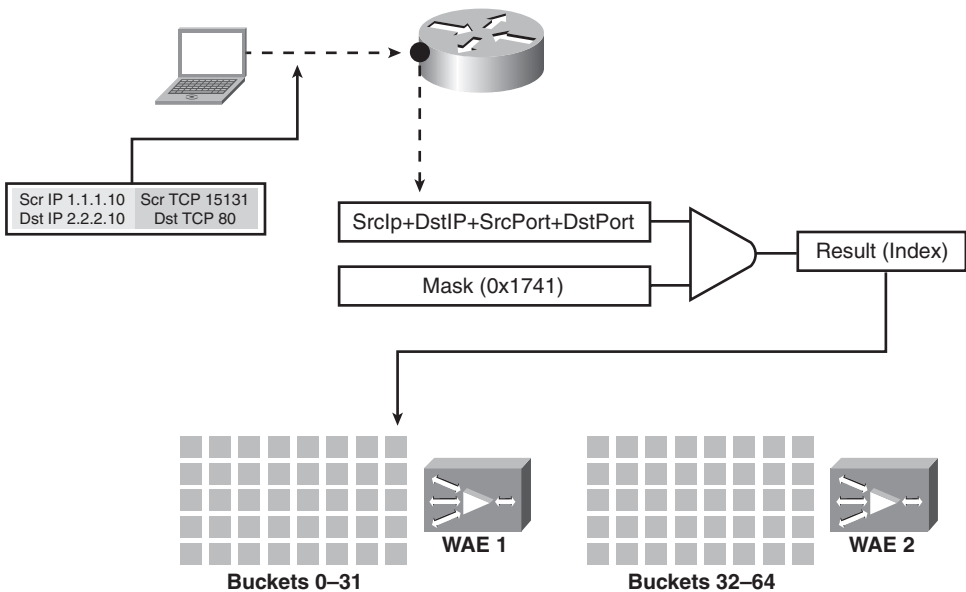 Scr IP 1.1.1.10 Scr TCP 15131
Dst IP 2.2.2.10 Dst TCP 80
SrcIp+DstIP+SrcPort+DstPort
Mask (0x1741)
Result (Index)
WAE 1
WAE 2
Buckets 0–31
Buckets 32–64